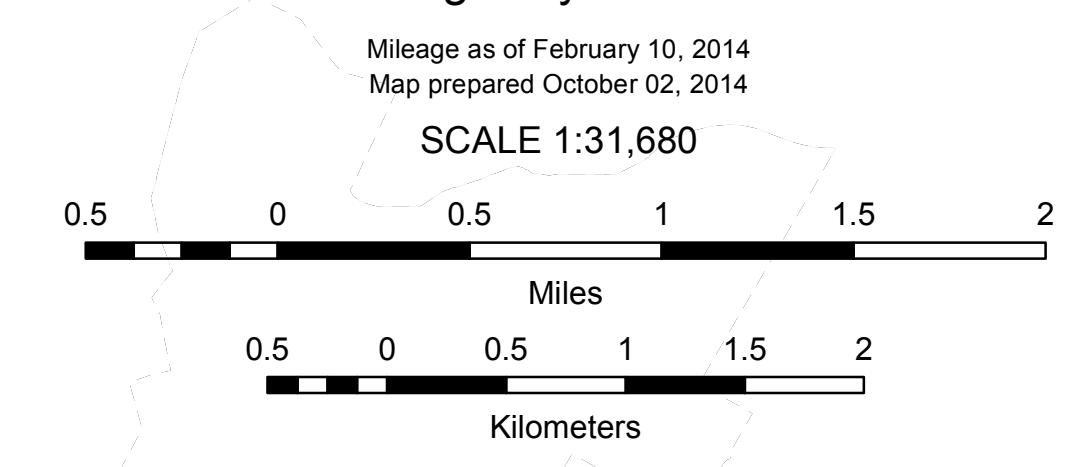 Mileage as of February 10, 2014
Map prepared October 02, 2014
SCALE 1:31,680
0.5 0 0.5 1 1.5 2
Miles
0.5 0 0.5 1 1.5 2
Kilometers